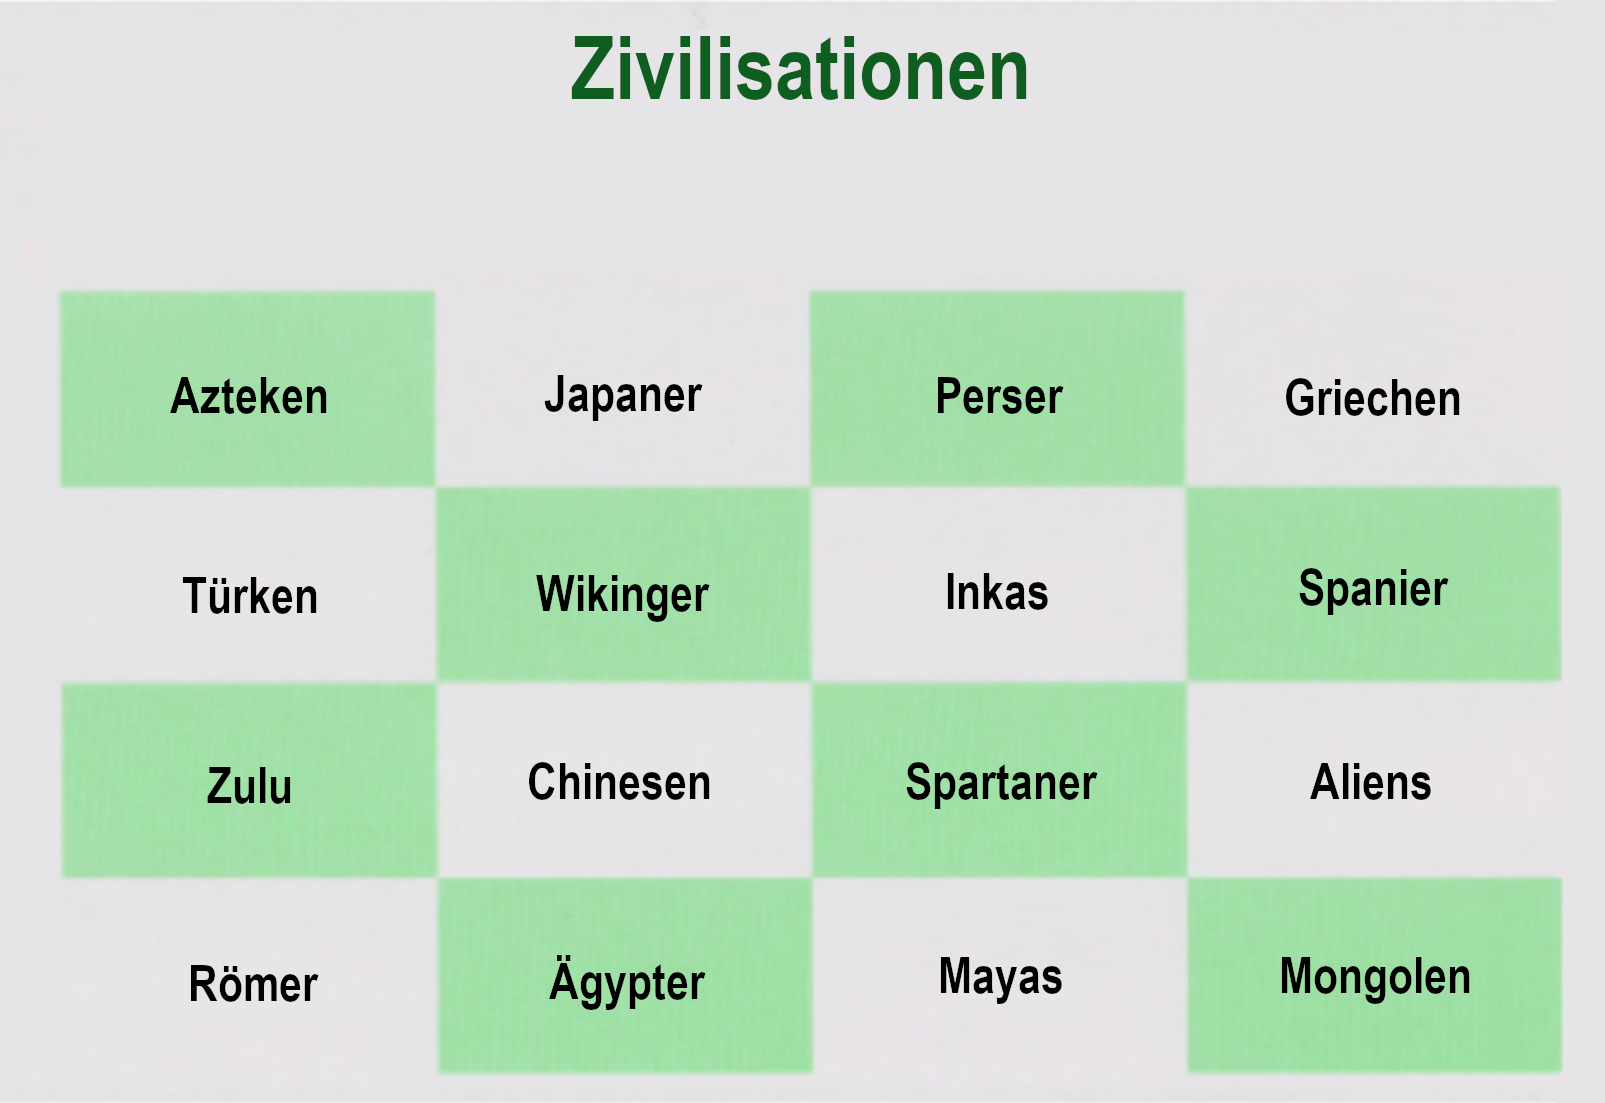 Zivilisationen
Azteken Japaner Perser Griechen
Türken Wikinger Inkas Spanier
Zulu Chinesen Spartaner Aliens
Römer Ägypter Mayas Mongolen